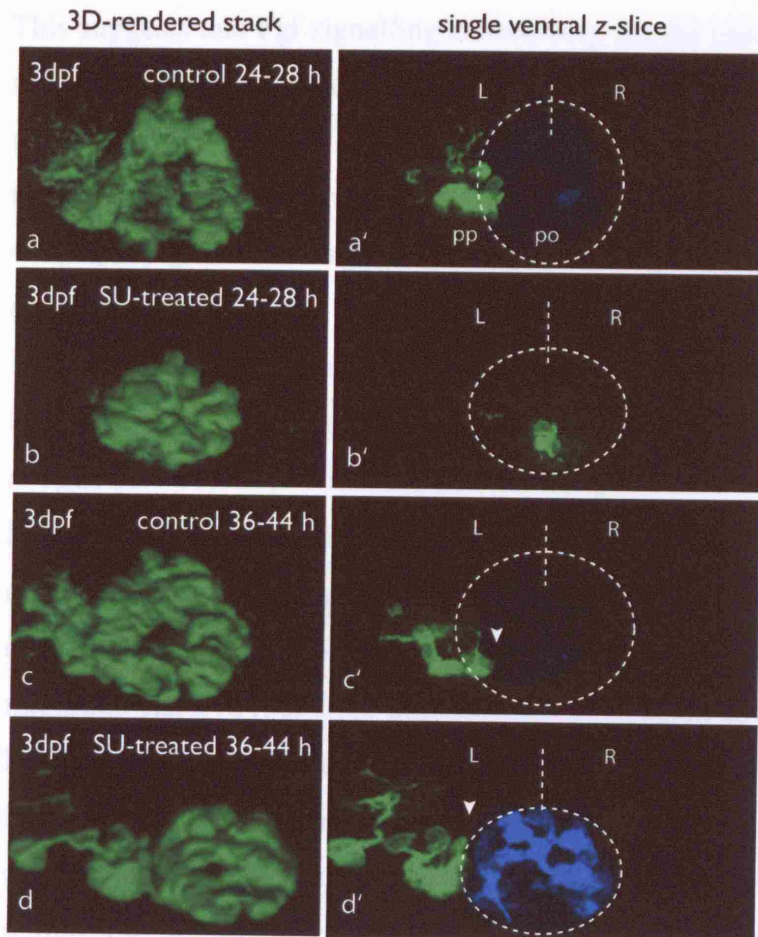 3D-rendered stack
single ventral z-slice
3dpf control 24-28 h
a
L R
pp po
a'
3dpf SU-treated 24-28 h
b
L R
b'
3dpf control 36-44 h
c
L R
c'
3dpf SU-treated 36-44 h
d
L R
d'